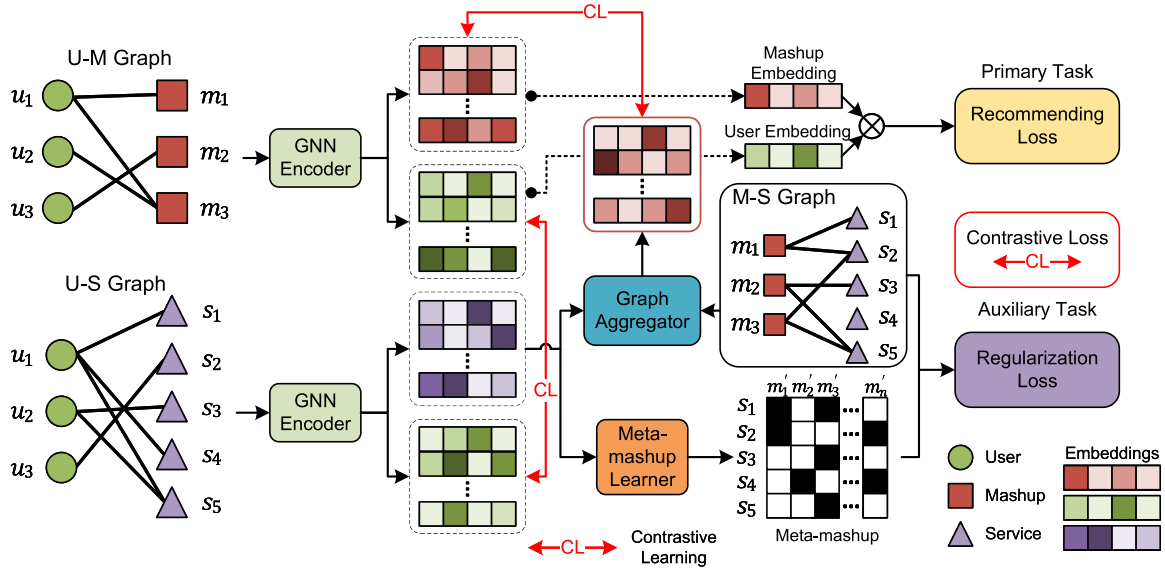 CL
U-M Graph
u1
m1
u2
m2
u3
m3
GNN
Encoder
Mashup
Embedding
User Embedding
Primary Task
Recommending
Loss
M-S Graph
m1
m2
m3
s1
s2
s3
s4
s5
Contrastive Loss
CL
U-S Graph
u1
u2
u3
s1
s2
s3
s4
s5
GNN
Encoder
CL
Graph
Aggregator
Auxiliary Task
Regularization
Loss
Meta-
mashup
Learner
m1' m2' m3' mn'
s1
s2
s3
s4
s5
Meta-mashup
CL
Contrastive
Learning
User
Mashup
Service
Embeddings